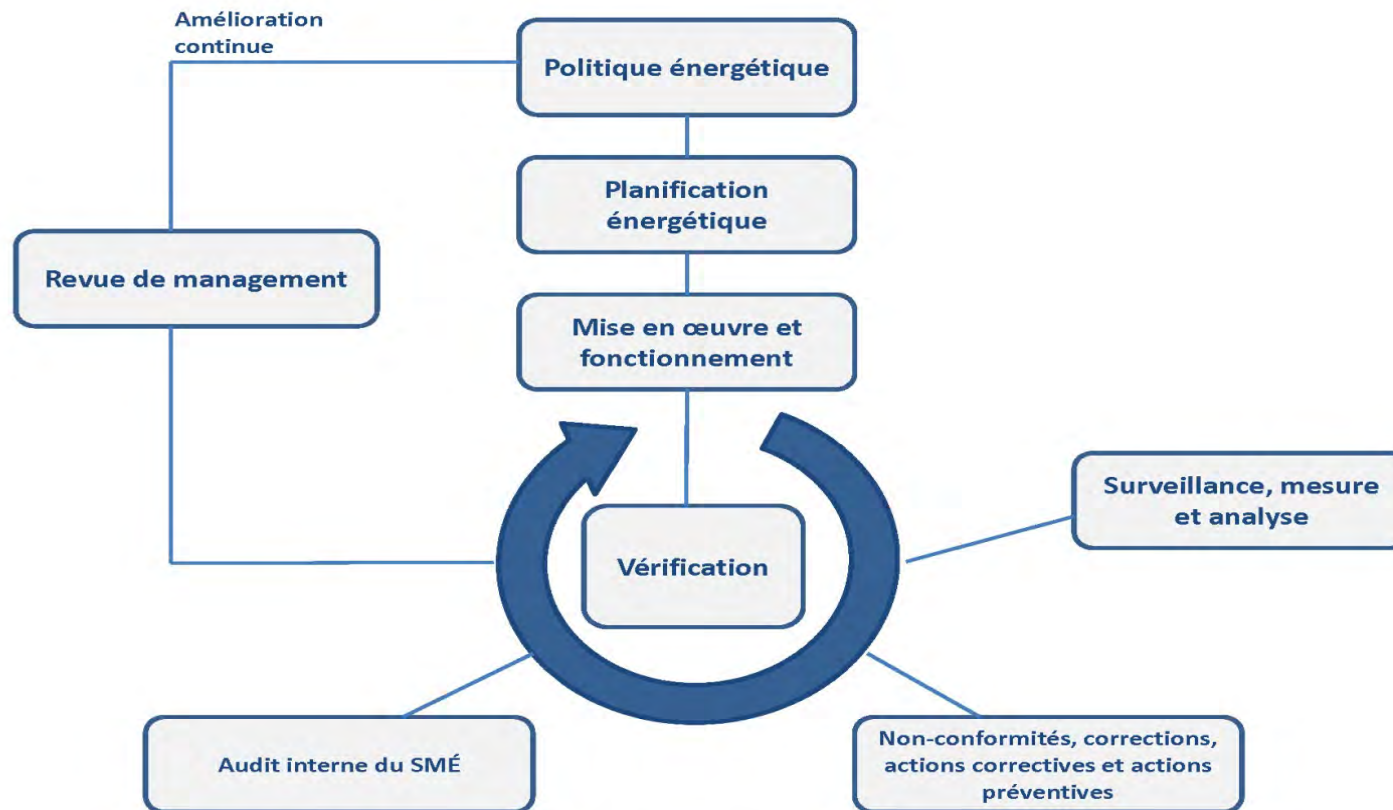 Amélioration
continue
Politique énergétique
Planification
énergétique
Revue de management
Mise en œuvre et
fonctionnement
Surveillance, mesure
et analyse
Vérification
Audit interne du SMÉ
Non-conformités, corrections,
actions correctives et actions
préventives